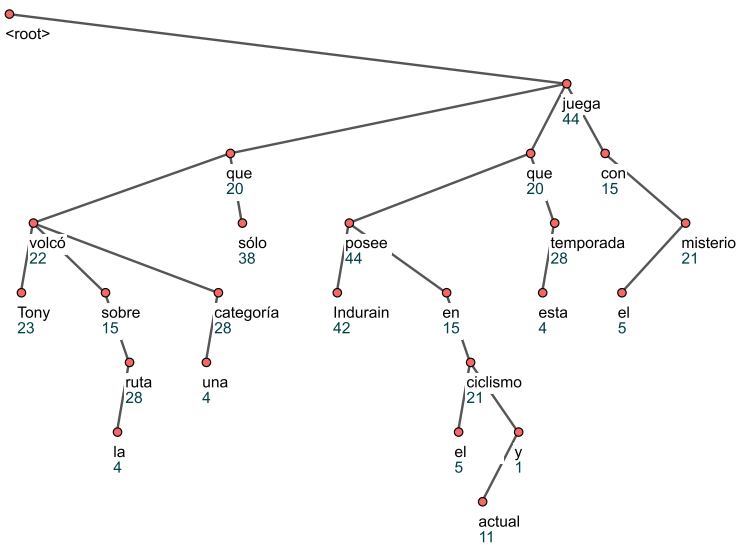 <root>
juega
44
que que con
20 20 15
volcó sólo posee temporada misterio
22 38 44 28 21
Tony sobre categoría Indurain en esta el
23 15 28 42 15 4 5
ruta una ciclismo
28 4 21
la el y
4 5 1
actual
11